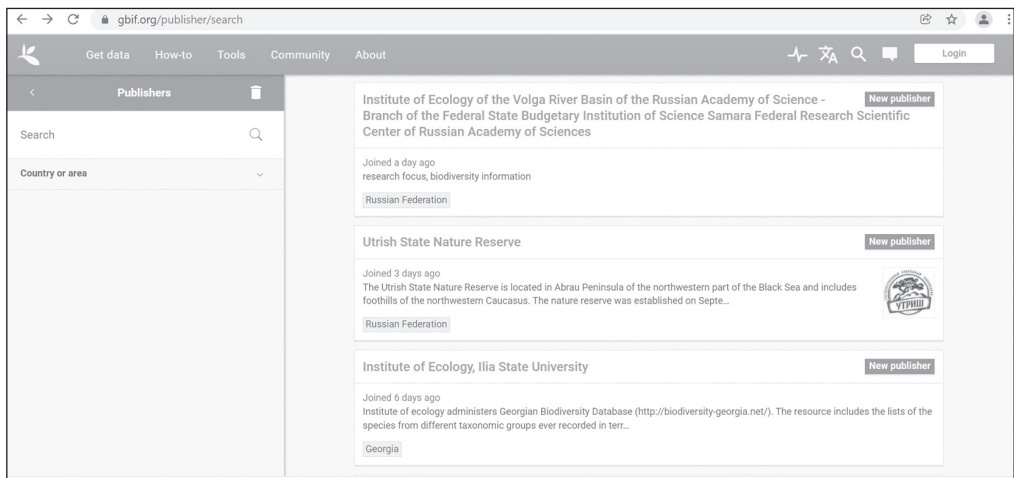 gbif.org/publisher/search
Get data How-to Tools Community About Login
Publishers
Search
Country or area
Institute of Ecology of the Volga River Basin of the Russian Academy of Science - New publisher
Branch of the Federal State Budgetary Institution of Science Samara Federal Research Scientific
Center of Russian Academy of Sciences
Joined a day ago
research focus, biodiversity information
Russian Federation
Utrish State Nature Reserve New publisher
Joined 3 days ago
The Utrish State Nature Reserve is located in Abrau Peninsula of the northwestern part of the Black Sea and includes
foothills of the northwestern Caucasus. The nature reserve was established on Septe...
УТРИШ
Russian Federation
Institute of Ecology, Ilia State University New publisher
Joined 6 days ago
Institute of ecology administers Georgian Biodiversity Database (http://biodiversity-georgia.net/). The resource includes the lists of the
species from different taxonomic groups ever recorded in terr...
Georgia